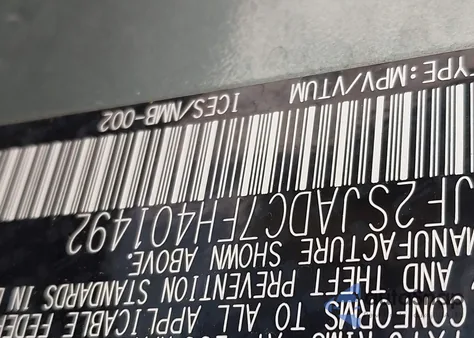 CONFORMS TO ALL APPLICABLE FEDE
AND THEFT PREVENTION STANDARDS IN
MANUFACTURE SHOWN ABOVE.
JF2SJADC7FH401492
YPE:MPV/VTUM ICES/NMB-002